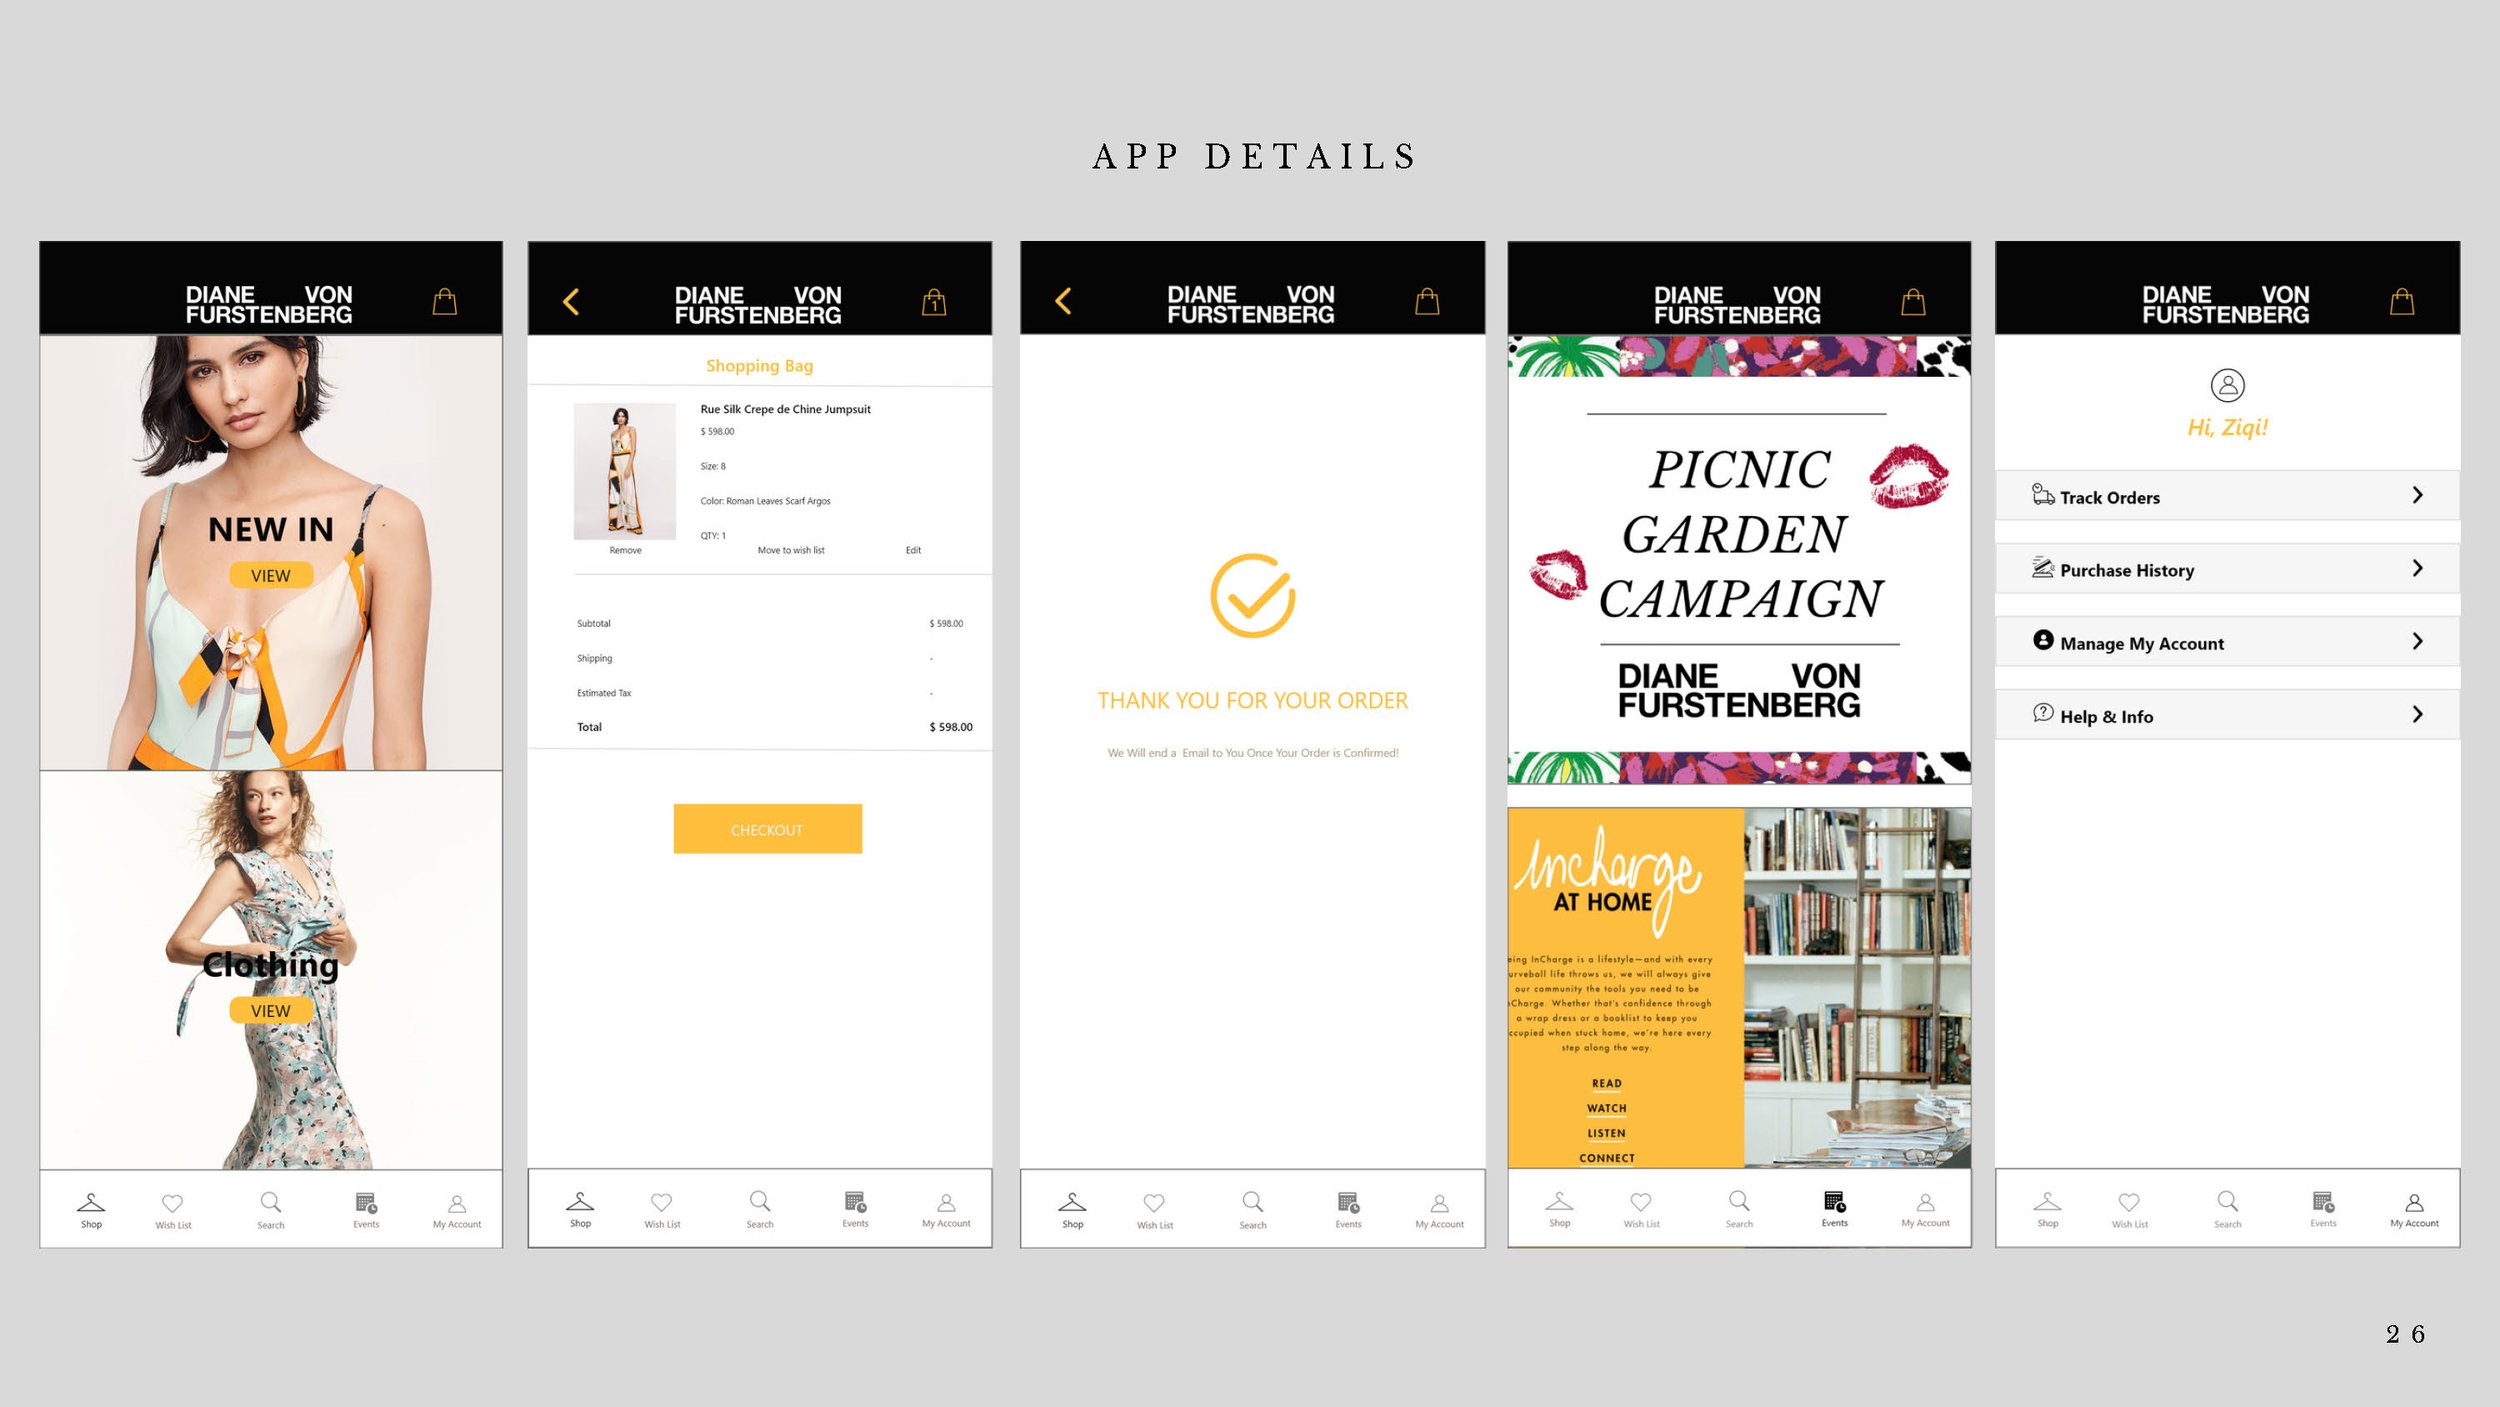 APP DETAILS
DIANE VON
FURSTENBERG
NEW IN
VIEW
Clothing
VIEW
Shop
Wish List
Search
Events
My Account
DIANE VON
FURSTENBERG
1
Shopping Bag
Rue Silk Crepe de Chine Jumpsuit
$ 598.00
Size: 8
Color: Roman Leaves Scarf Argos
QTY: 1
Remove
Move to wish list
Edit
Subtotal $ 598.00
Shipping -
Estimated Tax -
Total $ 598.00
CHECKOUT
Shop
Wish List
Search
Events
My Account
DIANE VON
FURSTENBERG
THANK YOU FOR YOUR ORDER
We Will end a Email to You Once Your Order is Confirmed!
Shop
Wish List
Search
Events
My Account
DIANE VON
FURSTENBERG
PICNIC
GARDEN
CAMPAIGN
DIANE VON
FURSTENBERG
Incharge
AT HOME
eing InCharge is a lifestyle—and with every
urveball life throws us, we will always give
our community the tools you need to be
nCharge. Whether that's confidence through
a wrap dress or a booklist to keep you
ccupied when stuck home, we're here every
step along the way.
READ
WATCH
LISTEN
CONNECT
Shop
Wish List
Search
Events
My Account
DIANE VON
FURSTENBERG
Hi, Ziqi!
Track Orders
Purchase History
Manage My Account
Help & Info
Shop
Wish List
Search
Events
My Account
26